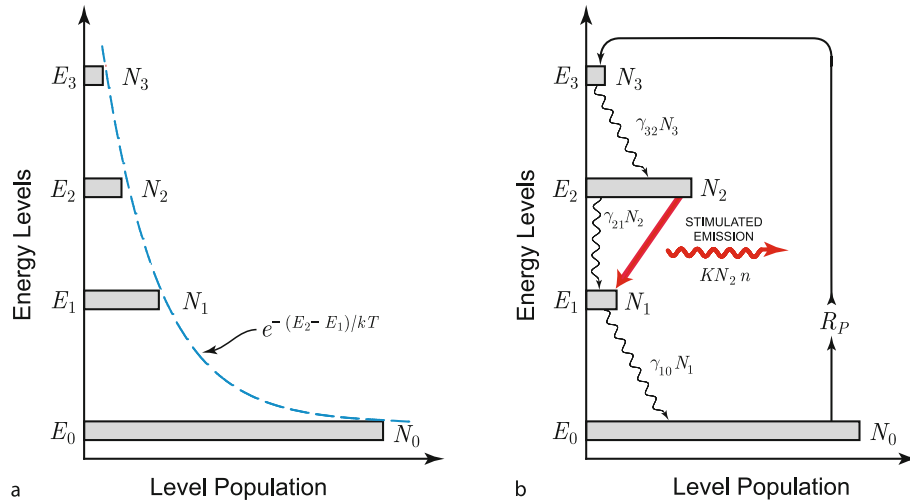 E₃ N₃
E₂ N₂
E₁ N₁
e^{-(E₂-E₁)/kT}
E₀ N₀
Energy Levels
Level Population
a
E₃ N₃
γ₃₂N₃
E₂ N₂
γ₂₁N₂
STIMULATED
EMISSION
KN₂ n
E₁ N₁
R_P
γ₁₀N₁
E₀ N₀
Energy Levels
Level Population
b